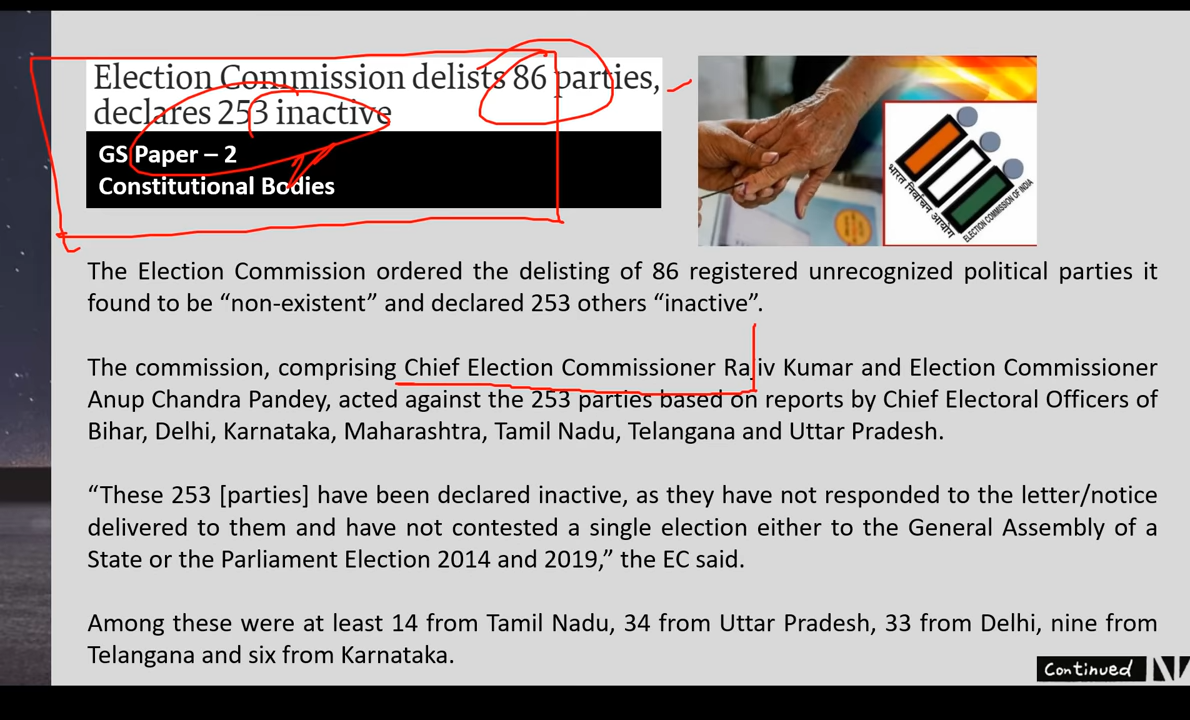 Election Commission delists 86 parties,
declares 253 inactive
GS Paper – 2
Constitutional Bodies
भारत निर्वाचन आयोग
ELECTION COMMISSION OF INDIA
The Election Commission ordered the delisting of 86 registered unrecognized political parties it
found to be “non-existent” and declared 253 others “inactive”.
The commission, comprising Chief Election Commissioner Rajiv Kumar and Election Commissioner
Anup Chandra Pandey, acted against the 253 parties based on reports by Chief Electoral Officers of
Bihar, Delhi, Karnataka, Maharashtra, Tamil Nadu, Telangana and Uttar Pradesh.
“These 253 [parties] have been declared inactive, as they have not responded to the letter/notice
delivered to them and have not contested a single election either to the General Assembly of a
State or the Parliament Election 2014 and 2019,” the EC said.
Among these were at least 14 from Tamil Nadu, 34 from Uttar Pradesh, 33 from Delhi, nine from
Telangana and six from Karnataka.
Continued